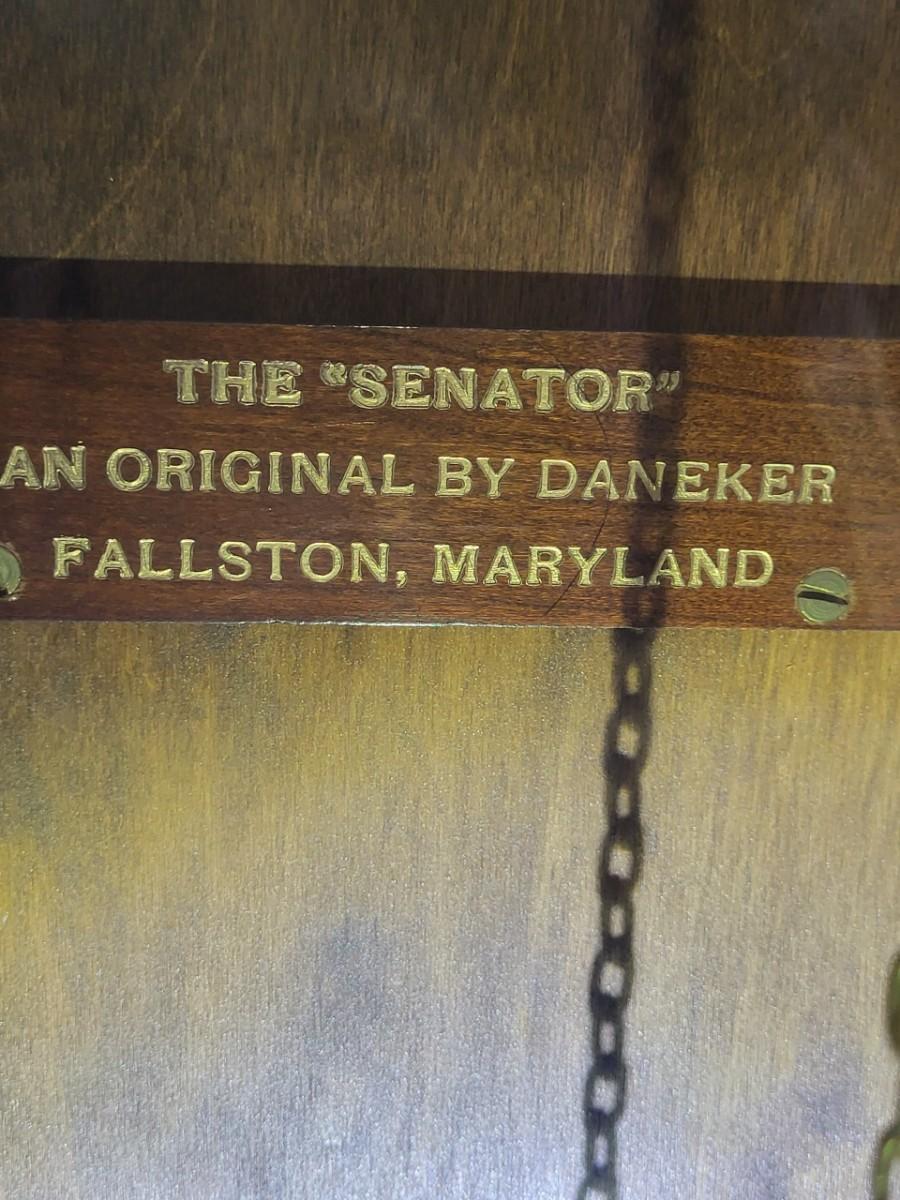 THE “SENATOR”
AN ORIGINAL BY DANEKER
FALLSTON, MARYLAND